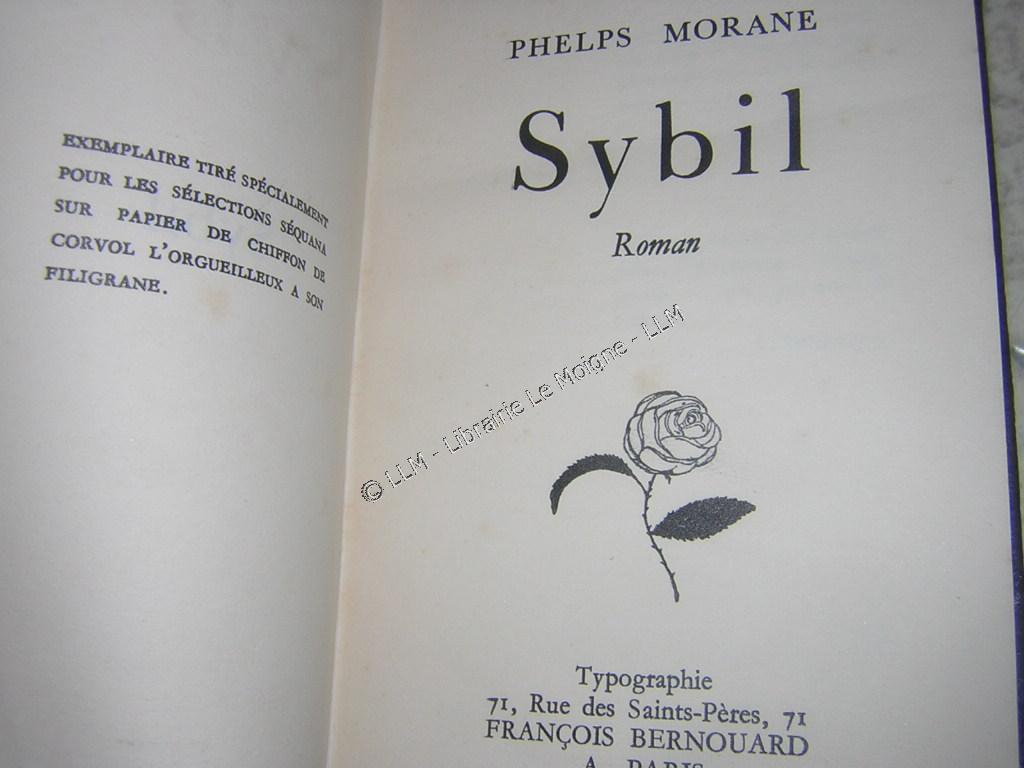 EXEMPLAIRE TIRÉ SPÉCIALEMENT
POUR LES SÉLECTIONS SÉQUANA
SUR PAPIER DE CHIFFON DE
CORVOL L'ORGUEILLEUX A SON
FILIGRANE.
PHELPS MORANE
Sybil
Roman
© LLM - Librairie Le Moigne - LLM
Typographie
71, Rue des Saints-Pères, 71
FRANÇOIS BERNOUARD
A PARIS